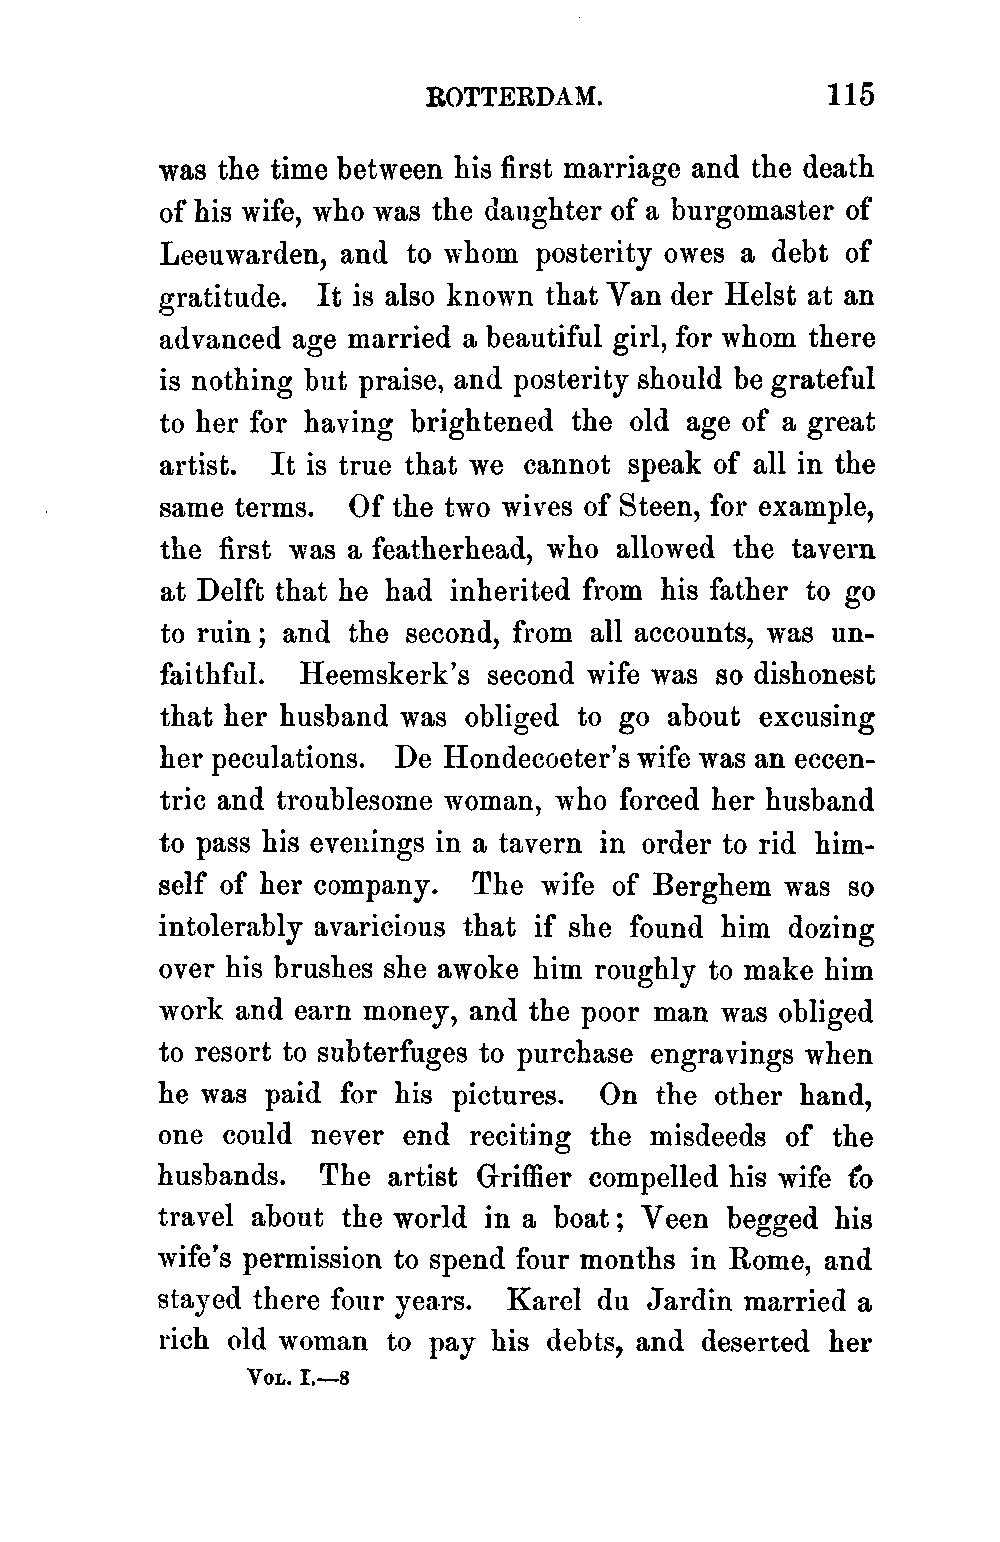 ROTTERDAM. 115
was the time between his first marriage and the death
of his wife, who was the daughter of a burgomaster of
Leeuwarden, and to whom posterity owes a debt of
gratitude. It is also known that Van der Helst at an
advanced age married a beautiful girl, for whom there
is nothing but praise, and posterity should be grateful
to her for having brightened the old age of a great
artist. It is true that we cannot speak of all in the
same terms. Of the two wives of Steen, for example,
the first was a featherhead, who allowed the tavern
at Delft that he had inherited from his father to go
to ruin; and the second, from all accounts, was un-
faithful. Heemskerk's second wife was so dishonest
that her husband was obliged to go about excusing
her peculations. De Hondecoeter's wife was an eccen-
tric and troublesome woman, who forced her husband
to pass his evenings in a tavern in order to rid him-
self of her company. The wife of Berghem was so
intolerably avaricious that if she found him dozing
over his brushes she awoke him roughly to make him
work and earn money, and the poor man was obliged
to resort to subterfuges to purchase engravings when
he was paid for his pictures. On the other hand,
one could never end reciting the misdeeds of the
husbands. The artist Griffier compelled his wife to
travel about the world in a boat; Veen begged his
wife's permission to spend four months in Rome, and
stayed there four years. Karel du Jardin married a
rich old woman to pay his debts, and deserted her
VOL. I.—8